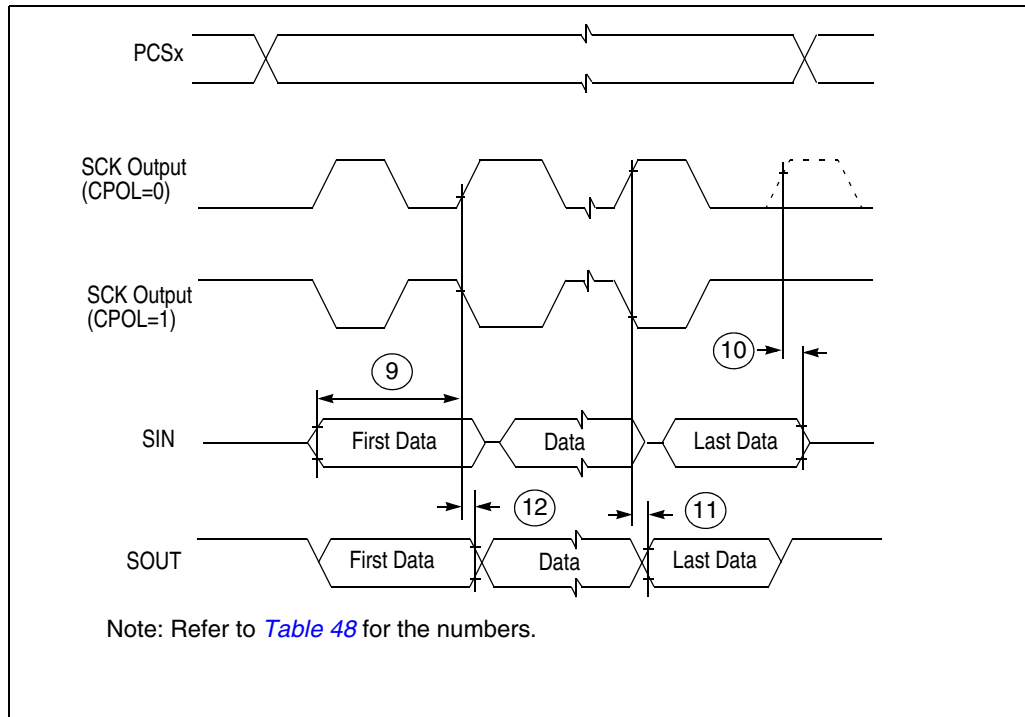 PCSx
SCK Output
(CPOL=0)
SCK Output
(CPOL=1)
10
9
SIN
First Data
Data
Last Data
12
11
SOUT
First Data
Data
Last Data
Note: Refer to Table 48 for the numbers.